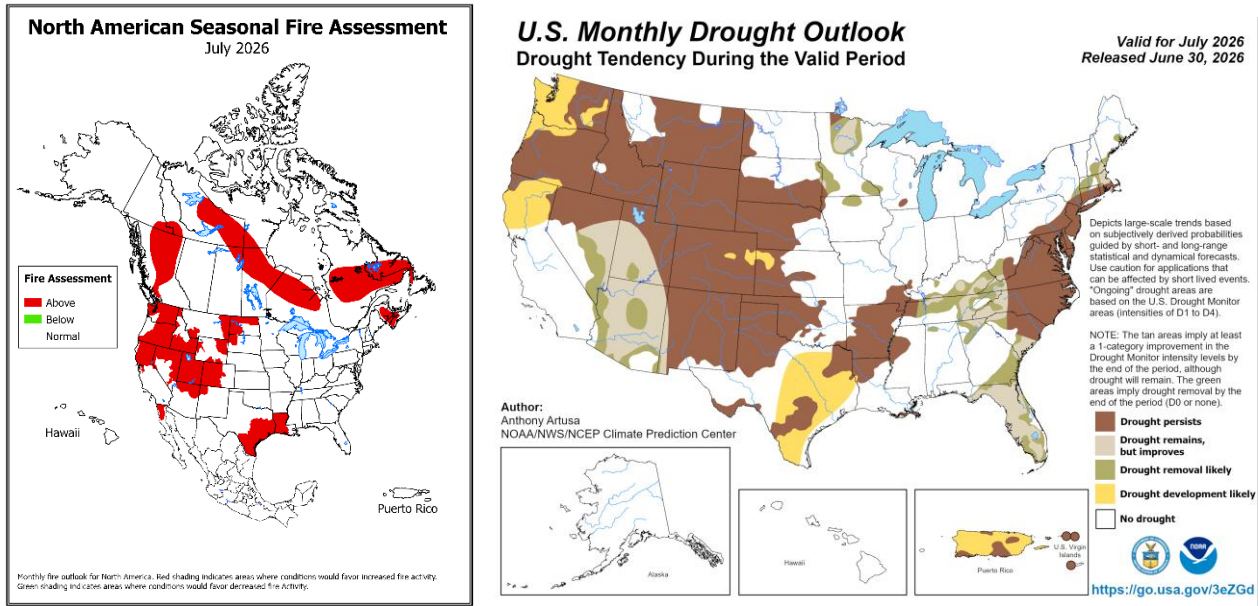 North American Seasonal Fire Assessment
July 2026
Fire Assessment
Above
Below
Normal
Hawaii
Puerto Rico
Monthly fire outlook for North America. Red shading indicates areas where conditions would favor increased fire activity.
Green shading indicates areas where conditions would favor decreased fire Activity.
U.S. Monthly Drought Outlook
Drought Tendency During the Valid Period
Valid for July 2026
Released June 30, 2026
Depicts large-scale trends based
on subjectively derived probabilities
guided by short- and long-range
statistical and dynamical forecasts.
Use caution for applications that
can be affected by short lived events.
"Ongoing" drought areas are
based on the U.S. Drought Monitor
areas (intensities of D1 to D4).
NOTE: The tan areas imply at least
a 1-category improvement in the
Drought Monitor intensity levels by
the end of the period, although
drought will remain. The green
areas imply drought removal by the
end of the period (D0 or none).
Author:
Anthony Artusa
NOAA/NWS/NCEP Climate Prediction Center
Drought persists
Drought remains,
but improves
Drought removal likely
Drought development likely
No drought
Alaska
Hawaii
Puerto Rico
U.S. Virgin
Islands
NOAA
https://go.usa.gov/3eZGd